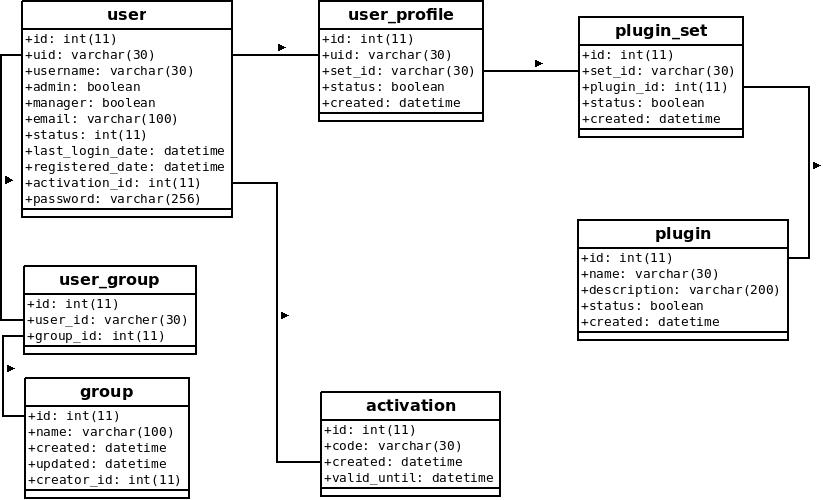 user
+id: int(11)
+uid: varchar(30)
+username: varchar(30)
+admin: boolean
+manager: boolean
+email: varchar(100)
+status: int(11)
+last_login_date: datetime
+registered_date: datetime
+activation_id: int(11)
+password: varchar(256)
user_profile
+id: int(11)
+uid: varchar(30)
+set_id: varchar(30)
+status: boolean
+created: datetime
plugin_set
+id: int(11)
+set_id: varchar(30)
+plugin_id: int(11)
+status: boolean
+created: datetime
plugin
+id: int(11)
+name: varchar(30)
+description: varchar(200)
+status: boolean
+created: datetime
user_group
+id: int(11)
+user_id: varcher(30)
+group_id: int(11)
group
+id: int(11)
+name: varchar(100)
+created: datetime
+updated: datetime
+creator_id: int(11)
activation
+id: int(11)
+code: varchar(30)
+created: datetime
+valid_until: datetime